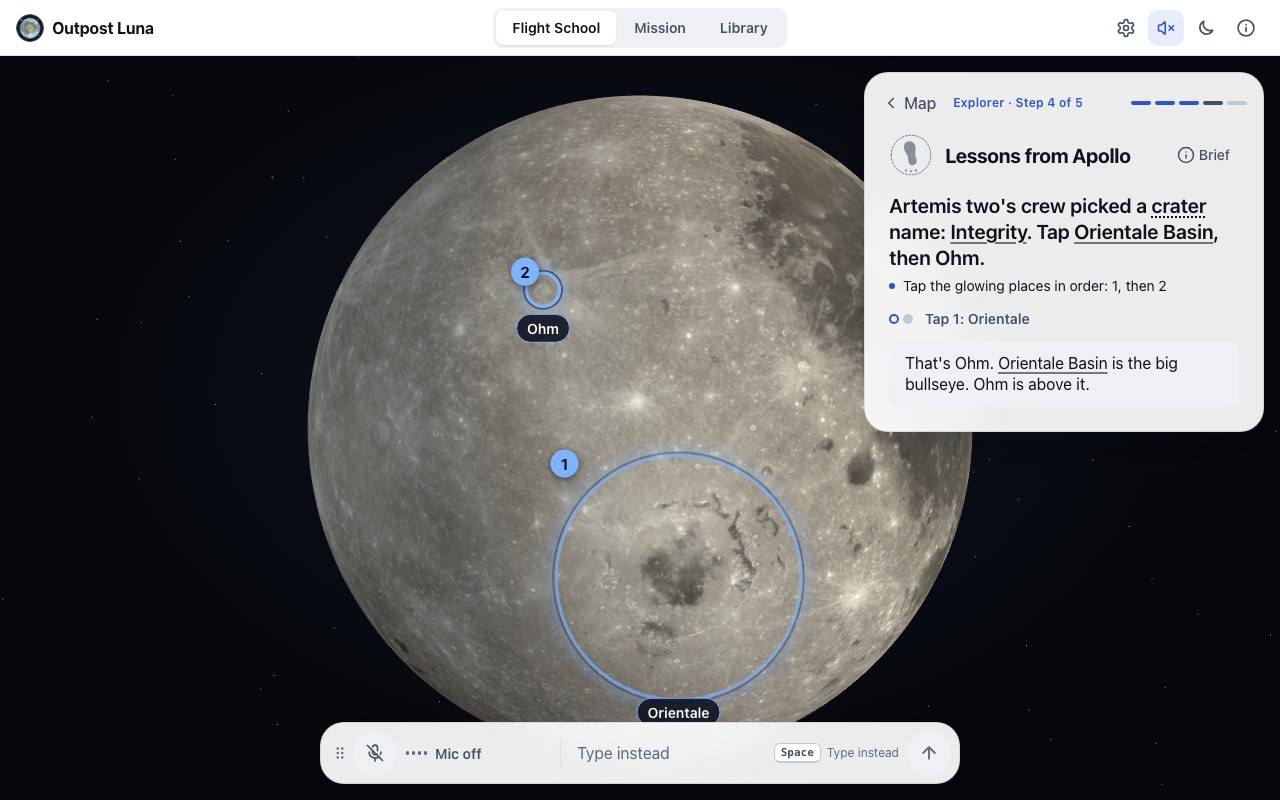 Outpost Luna
Flight School
Mission
Library
Map
Explorer · Step 4 of 5
Lessons from Apollo
Brief
Artemis two's crew picked a crater
name: Integrity. Tap Orientale Basin,
then Ohm.
Tap the glowing places in order: 1, then 2
Tap 1: Orientale
That's Ohm. Orientale Basin is the big
bullseye. Ohm is above it.
2
Ohm
1
Orientale
Mic off
Type instead
Space
Type instead